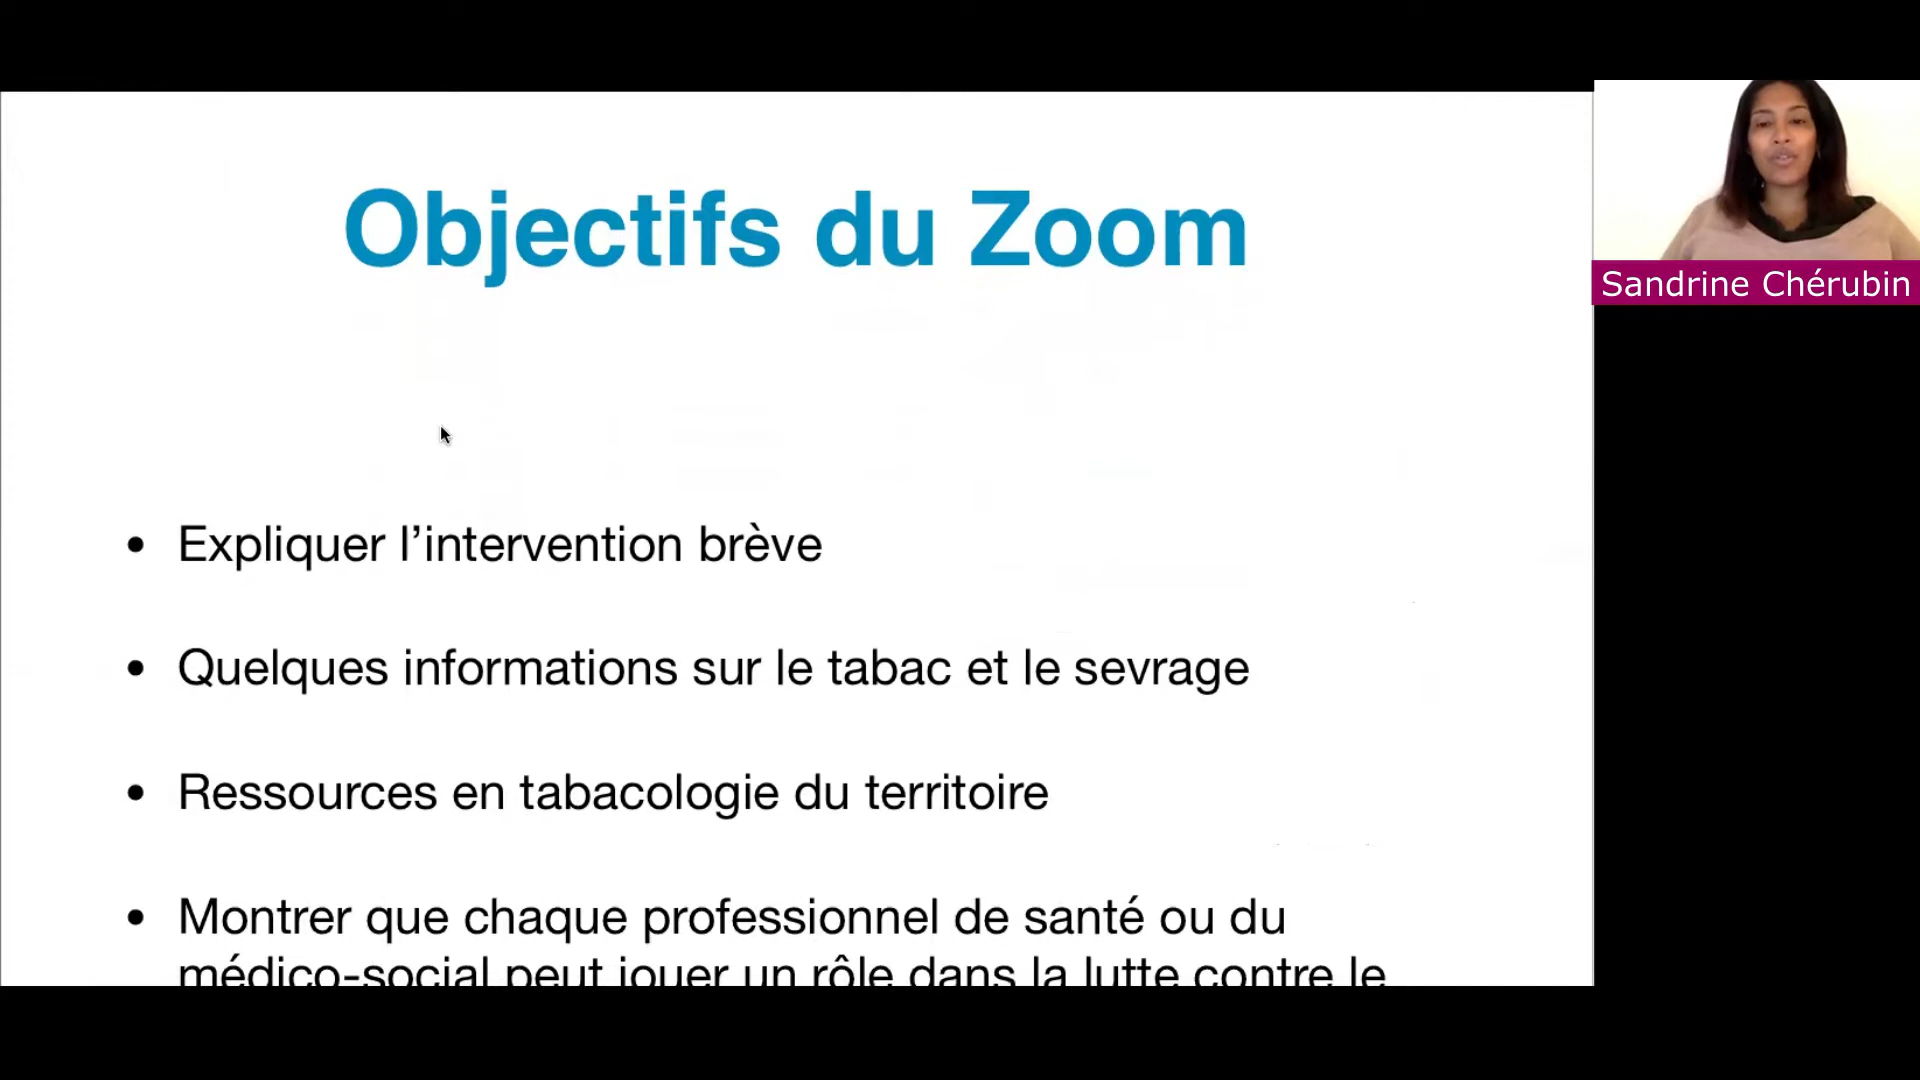 Objectifs du Zoom
Sandrine Chérubin
• Expliquer l’intervention brève
• Quelques informations sur le tabac et le sevrage
• Ressources en tabacologie du territoire
• Montrer que chaque professionnel de santé ou du
médico-social peut jouer un rôle dans la lutte contre le